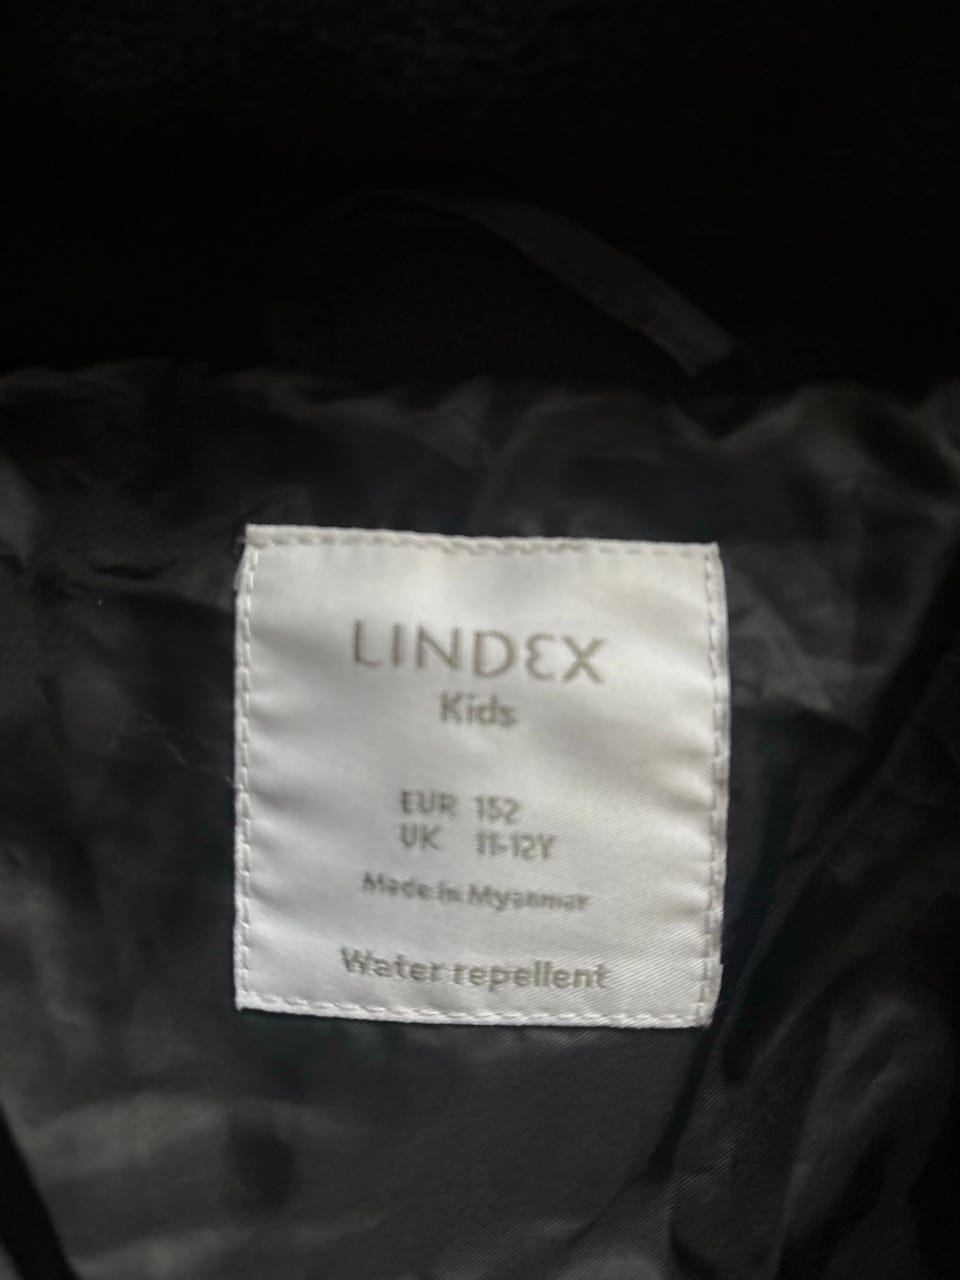 LINDEX
Kids
EUR 152
UK 11-12Y
Made in Myanmar
Water repellent